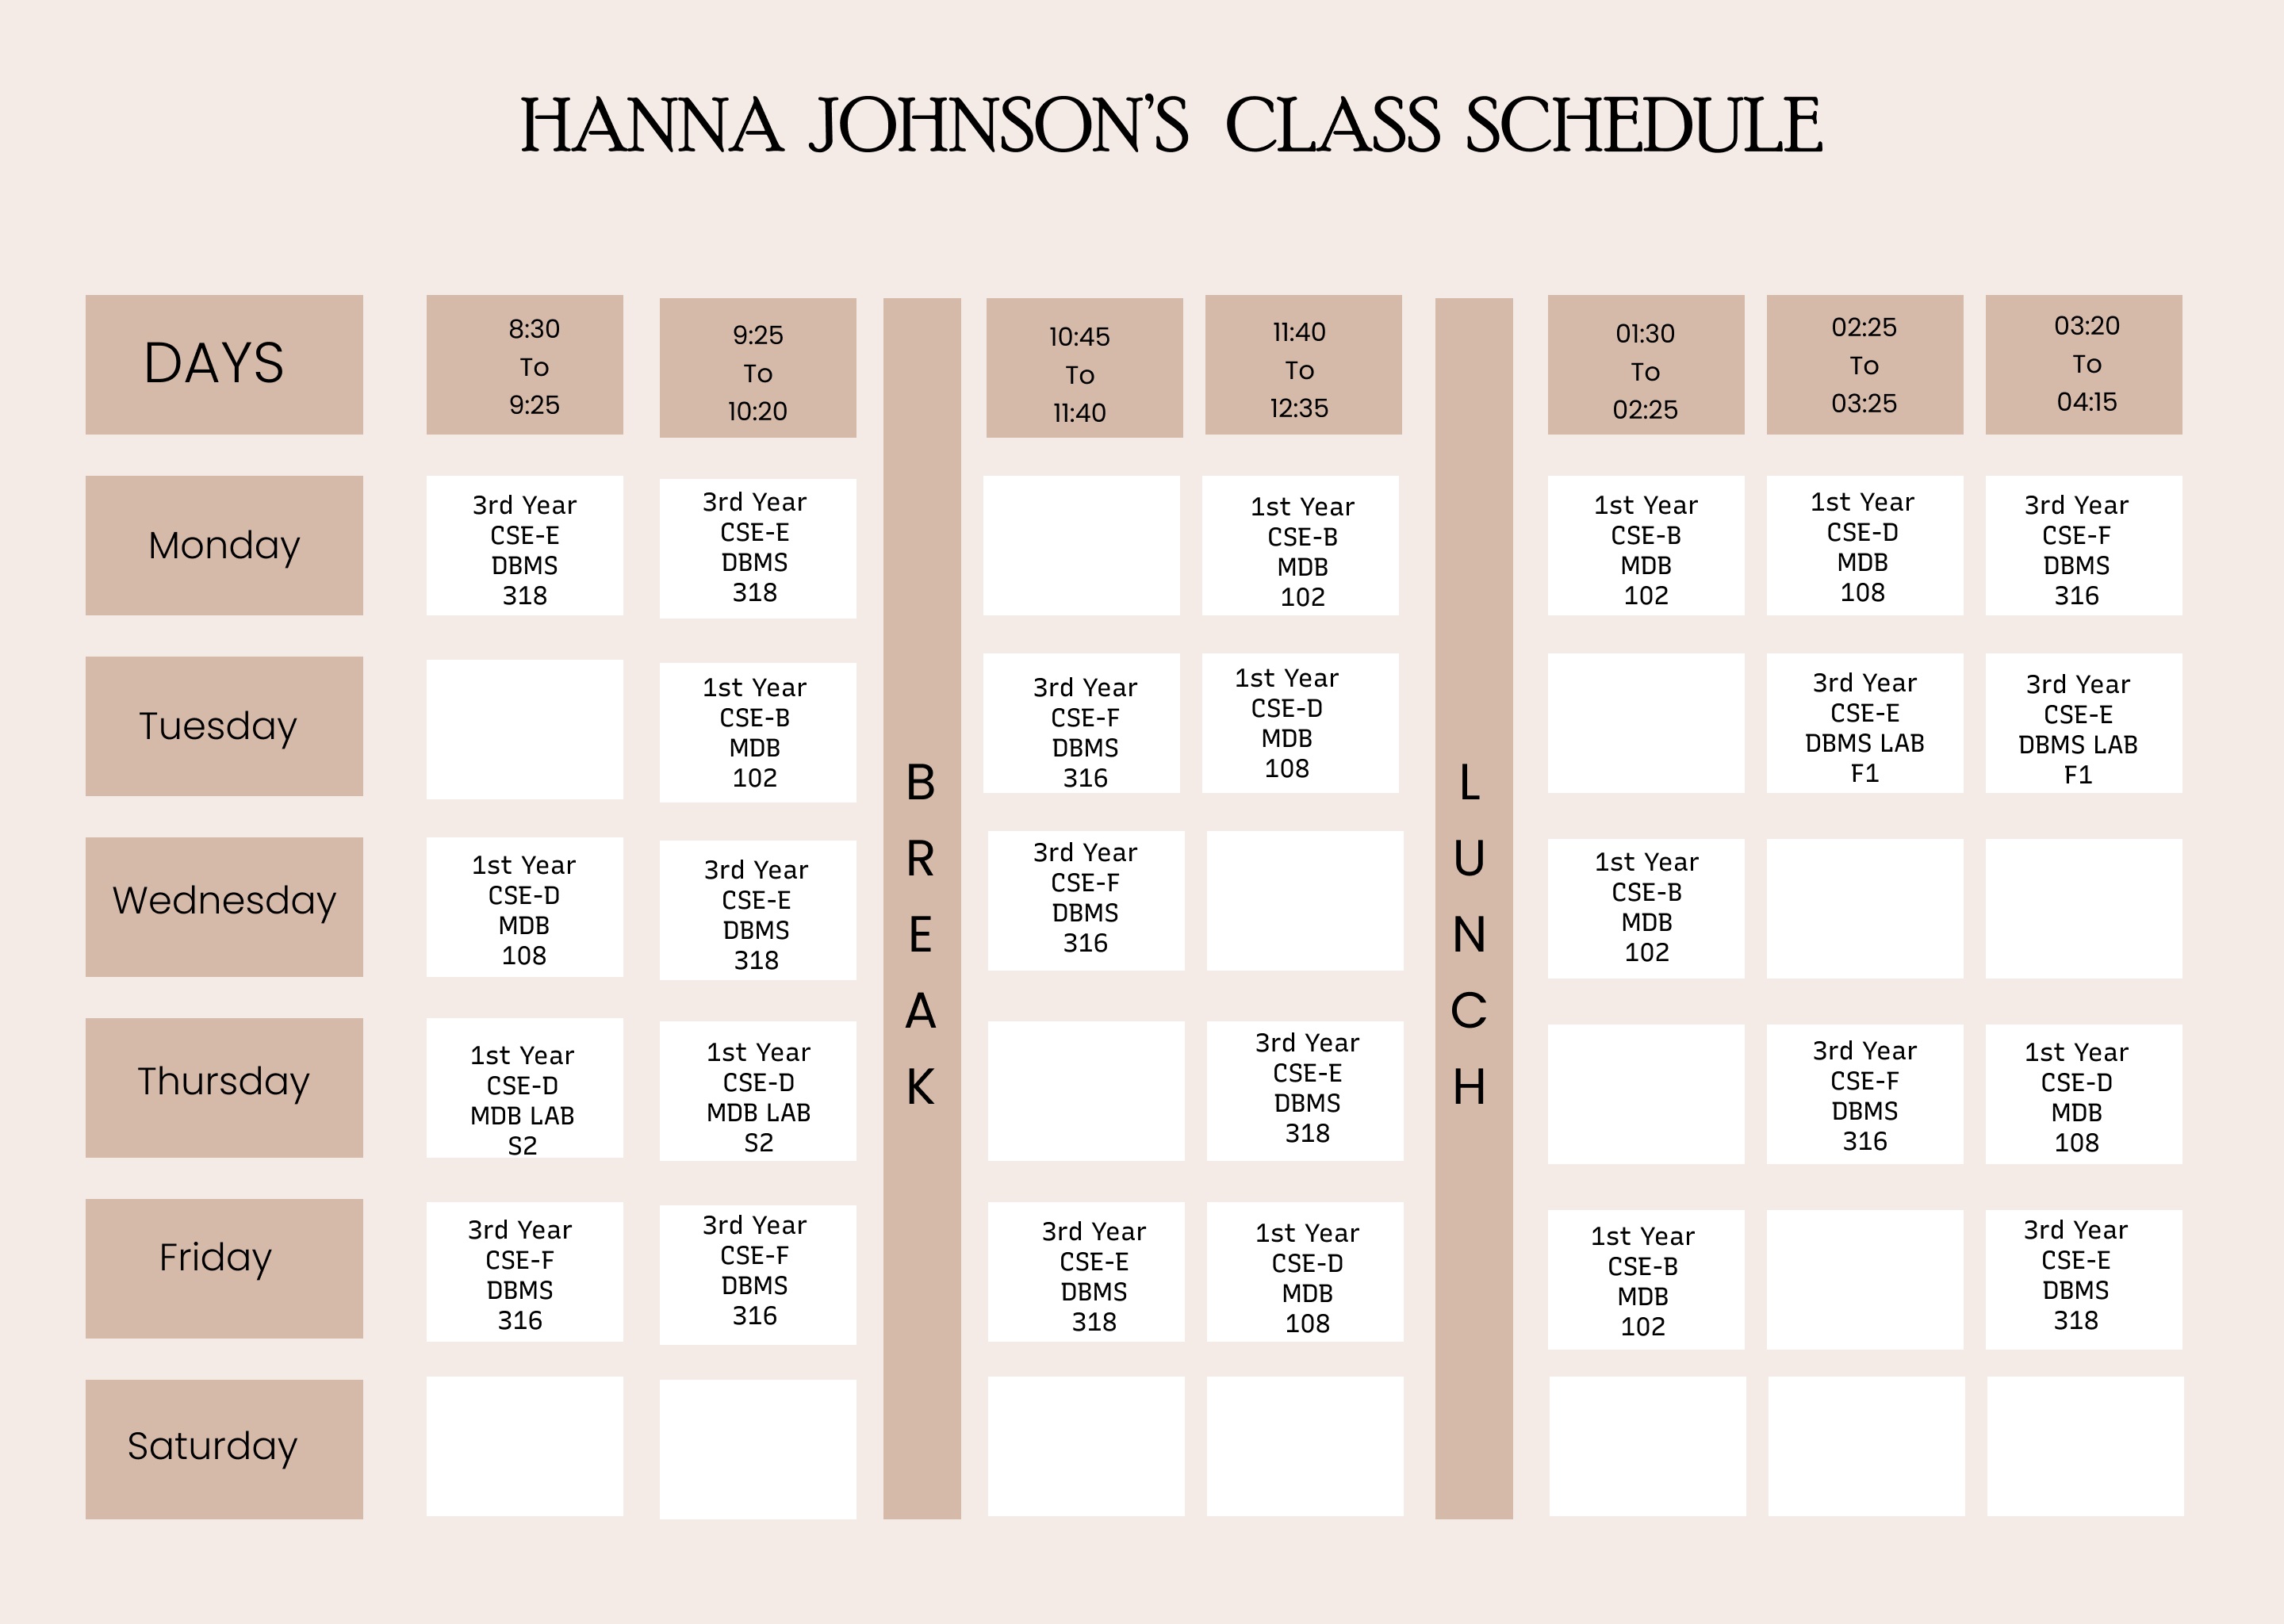 HANNA JOHNSON'S CLASS SCHEDULE
DAYS
8:30
To
9:25
9:25
To
10:20
10:45
To
11:40
11:40
To
12:35
01:30
To
02:25
02:25
To
03:25
03:20
To
04:15
BREAK
LUNCH
Monday
3rd Year
CSE-E
DBMS
318
3rd Year
CSE-E
DBMS
318
1st Year
CSE-B
MDB
102
1st Year
CSE-B
MDB
102
1st Year
CSE-D
MDB
108
3rd Year
CSE-F
DBMS
316
Tuesday
1st Year
CSE-B
MDB
102
3rd Year
CSE-F
DBMS
316
1st Year
CSE-D
MDB
108
3rd Year
CSE-E
DBMS LAB
F1
3rd Year
CSE-E
DBMS LAB
F1
Wednesday
1st Year
CSE-D
MDB
108
3rd Year
CSE-E
DBMS
318
3rd Year
CSE-F
DBMS
316
1st Year
CSE-B
MDB
102
Thursday
1st Year
CSE-D
MDB LAB
S2
1st Year
CSE-D
MDB LAB
S2
3rd Year
CSE-E
DBMS
318
3rd Year
CSE-F
DBMS
316
1st Year
CSE-D
MDB
108
Friday
3rd Year
CSE-F
DBMS
316
3rd Year
CSE-F
DBMS
316
3rd Year
CSE-E
DBMS
318
1st Year
CSE-D
MDB
108
1st Year
CSE-B
MDB
102
3rd Year
CSE-E
DBMS
318
Saturday